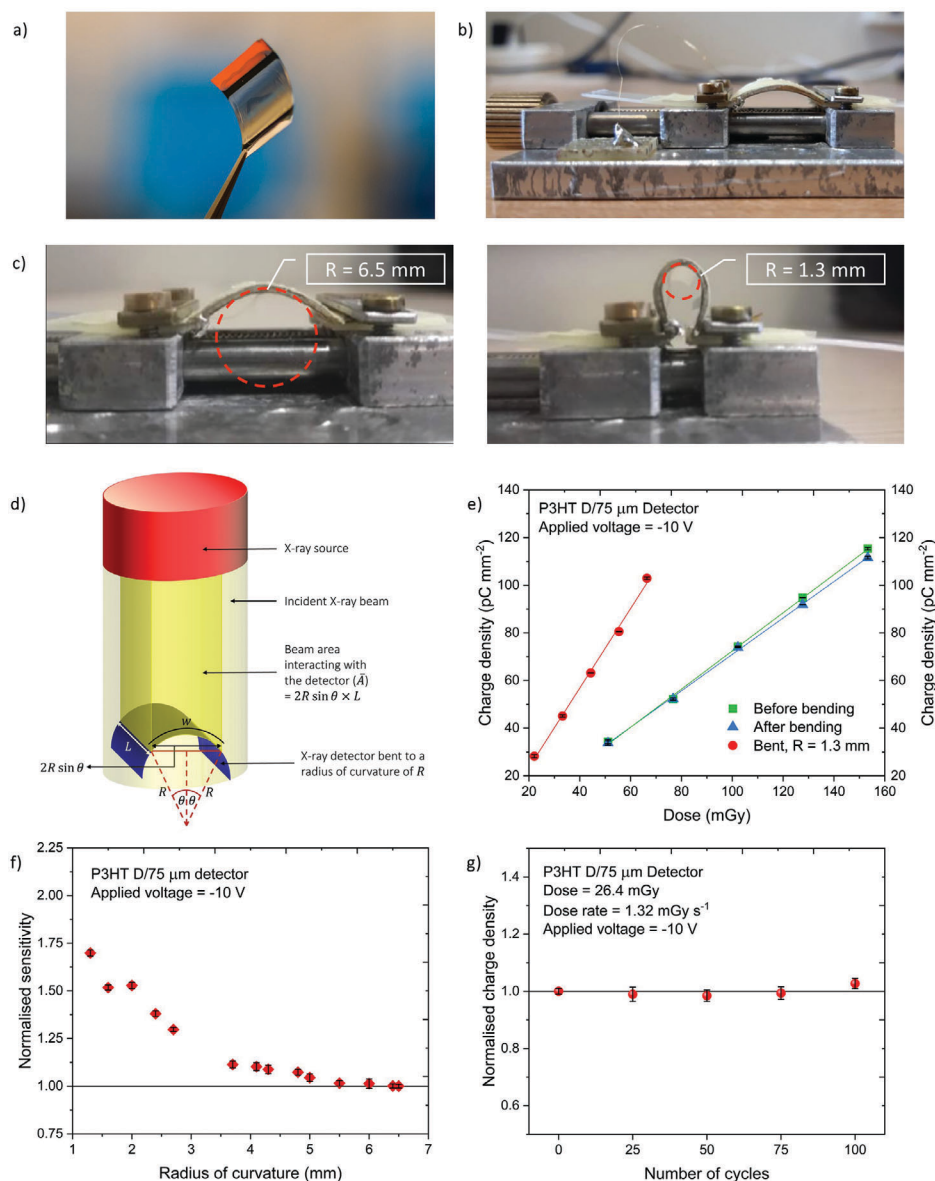 a)
b)
c)
R = 6.5 mm
R = 1.3 mm
d)
X-ray source
Incident X-ray beam
Beam area
interacting with
the detector (Ā)
= 2R sin θ × L
X-ray detector bent to a
radius of curvature of R
L
W
2R sin θ
R
θ
θ
R
e)
P3HT D/75 μm Detector
Applied voltage = -10 V
Before bending
After bending
Bent, R = 1.3 mm
Charge density (pC mm⁻²)
140
120
100
80
60
40
20
Charge density (pC mm⁻²)
140
120
100
80
60
40
20
20 40 60 80 100 120 140 160
Dose (mGy)
f)
P3HT D/75 μm detector
Applied voltage = -10 V
Normalised sensitivity
2.25
2.00
1.75
1.50
1.25
1.00
0.75
1 2 3 4 5 6 7
Radius of curvature (mm)
g)
P3HT D/75 μm Detector
Dose = 26.4 mGy
Dose rate = 1.32 mGy s⁻¹
Applied voltage = -10 V
Normalised charge density
1.4
1.2
1.0
0.8
0.6
0 25 50 75 100
Number of cycles